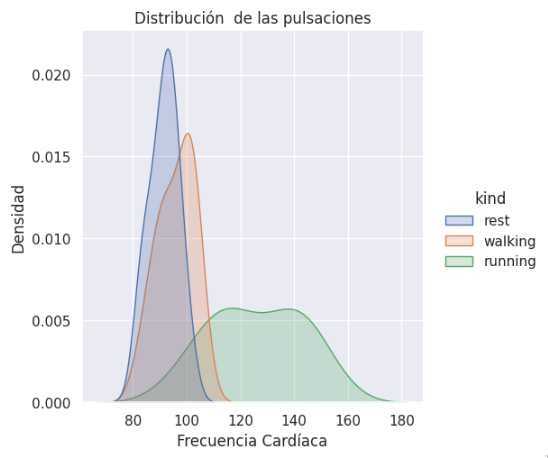 Distribución  de las pulsaciones
0.020
0.015
0.010
0.005
0.000
Densidad
80 100 120 140 160 180
Frecuencia Cardíaca
kind
rest
walking
running